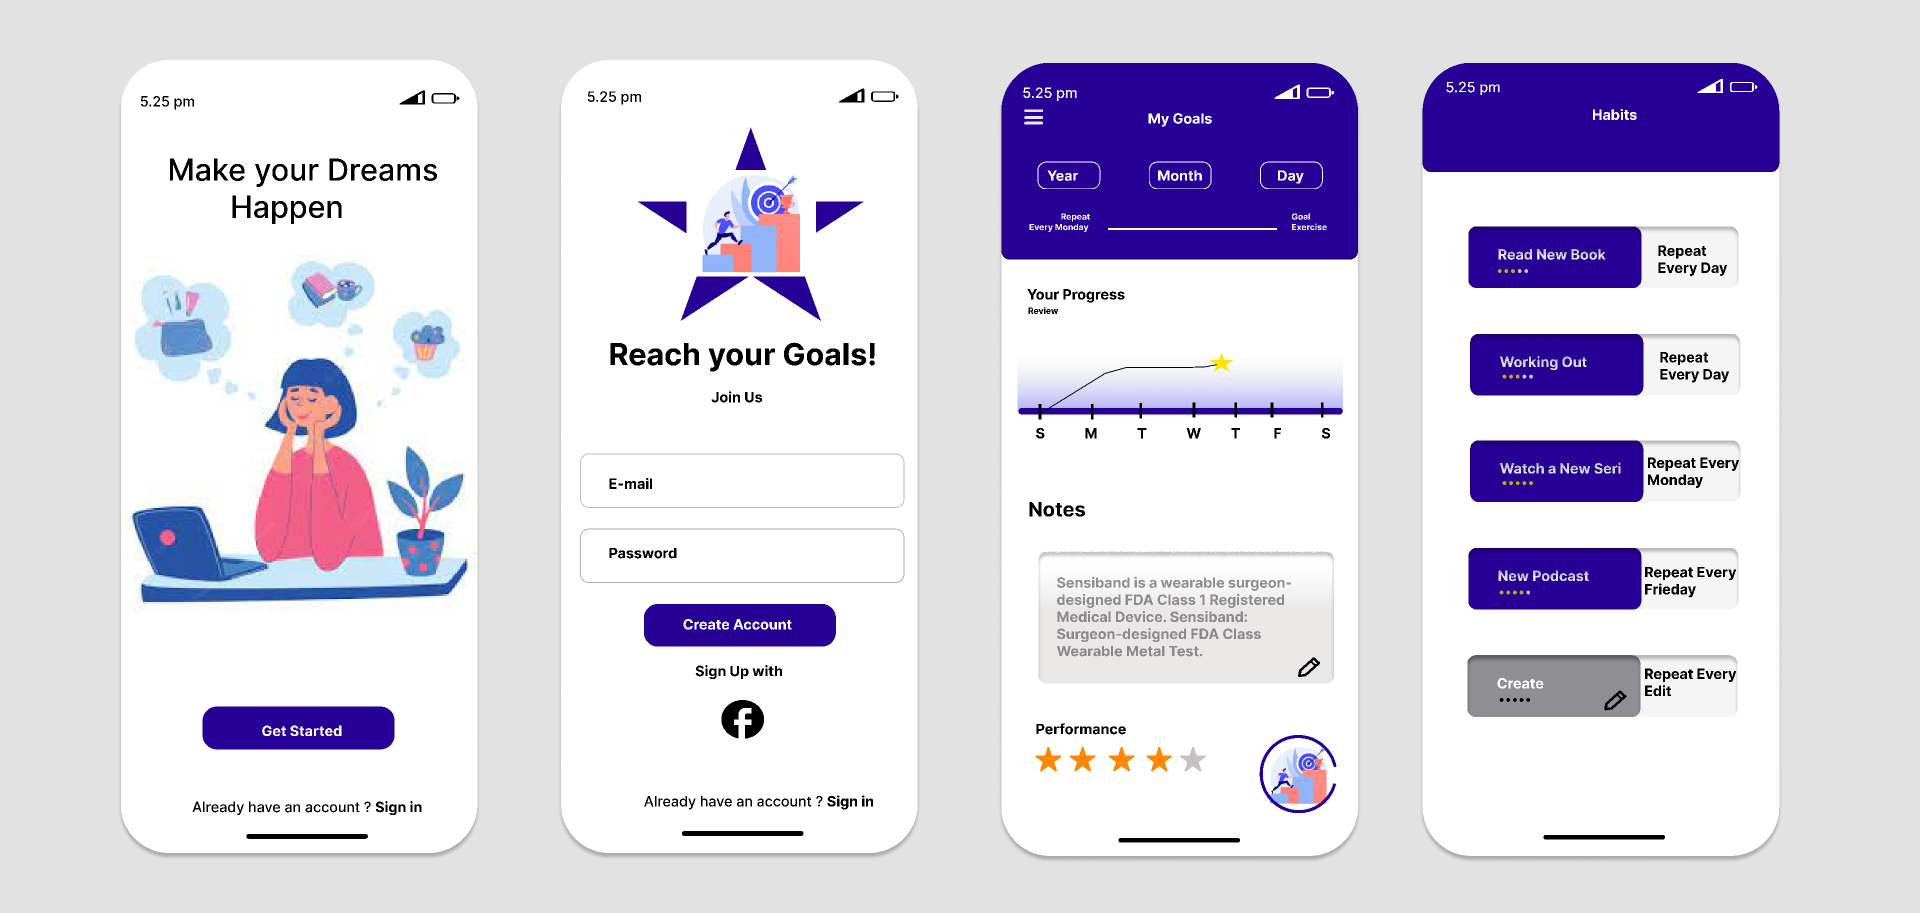 5.25 pm
Make your Dreams
Happen
Get Started
Already have an account ? Sign in
5.25 pm
Reach your Goals!
Join Us
E-mail
Password
Create Account
Sign Up with
Already have an account ? Sign in
5.25 pm
My Goals
Year Month Day
Repeat
Every Monday
Goal
Exercise
Your Progress
Review
S M T W T F S
Notes
Sensiband is a wearable surgeon-
designed FDA Class 1 Registered
Medical Device. Sensiband:
Surgeon-designed FDA Class
Wearable Metal Test.
Performance
5.25 pm
Habits
Read New Book
Repeat
Every Day
Working Out
Repeat
Every Day
Watch a New Seri
Repeat Every
Monday
New Podcast
Repeat Every
Frieday
Create
Repeat Every
Edit